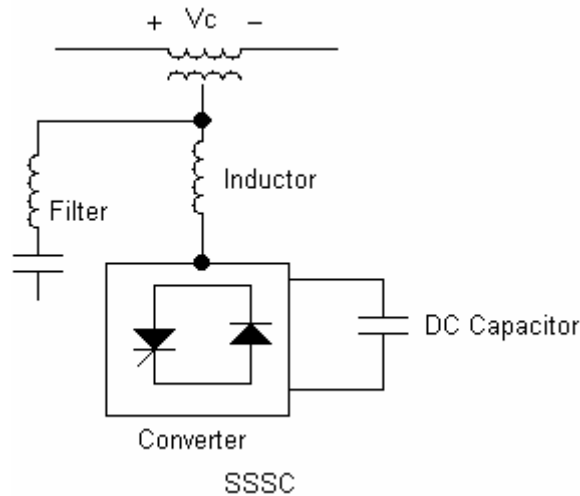 + Vc −
Inductor
Filter
DC Capacitor
Converter
SSSC